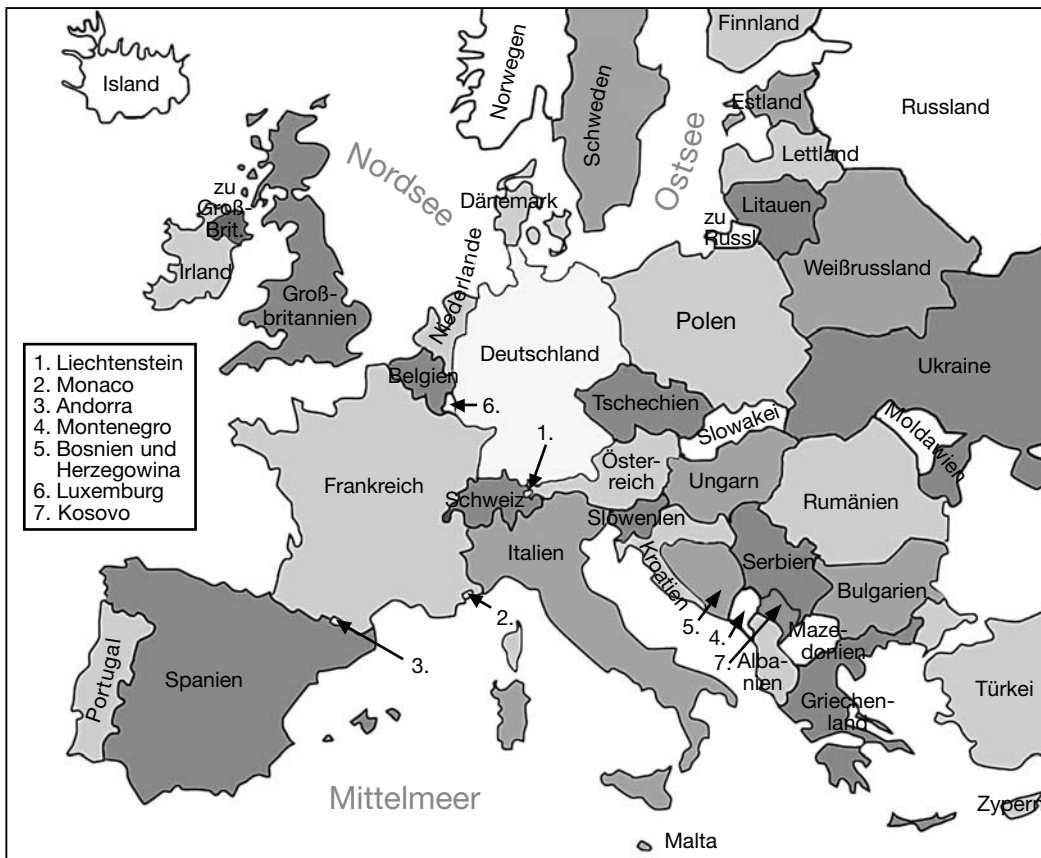 Finnland
Island
Norwegen
Schweden
Estland
Russland
Nordsee
Ostsee
Lettland
zu
Groß-
Brit.
Dänemark
Litauen
zu
Russl.
Irland
Niederlande
Weißrussland
Groß-
britannien
Polen
Deutschland
Ukraine
1. Liechtenstein
2. Monaco
3. Andorra
4. Montenegro
5. Bosnien und
Herzegowina
6. Luxemburg
7. Kosovo
Belgien
6.
Tschechien
Slowakei
Moldawien
1.
Öster-
reich
Frankreich
Schweiz
Ungarn
Rumänien
Slowenien
Italien
Kroatien
Serbien
Bulgarien
2.
5.
4.
7.
Maze-
donien
3.
Alba-
nien
Portugal
Spanien
Griechen-
land
Türkei
Mittelmeer
Zypern
Malta